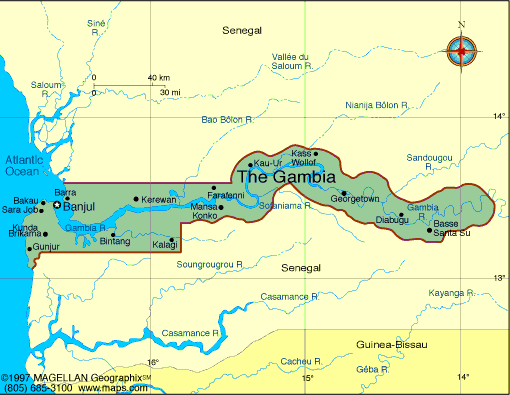 Siné
R.
Senegal
N
Vallée du
Saloum R.
Saloum
R.
0 40 km
0 30 mi
Nianija Bôlon R.
14°
Bao Bôlon R.
Atlantic
Ocean
Kass
Wollof
Kau-Ur
Sandougou
R.
The Gambia
Barra
Farafenni
Bakau
Banjul
Kerewan
Georgetown
Sara Job
Mansa
Konko
Sofaniama R.
Gambia
R.
Kunda
Gambia R.
Diabugu
Basse
Santa Su
Brikama
Bintang
Kalagi
Gunjur
Soungrougrou R.
Senegal
13°
Casamance R.
Kayanga R.
Casamance R.
Guinea-Bissau
16°
15°
Cacheu R.
Gêba R.
14°
©1997 MAGELLAN Geographix℠
(805) 685-3100 www.maps.com